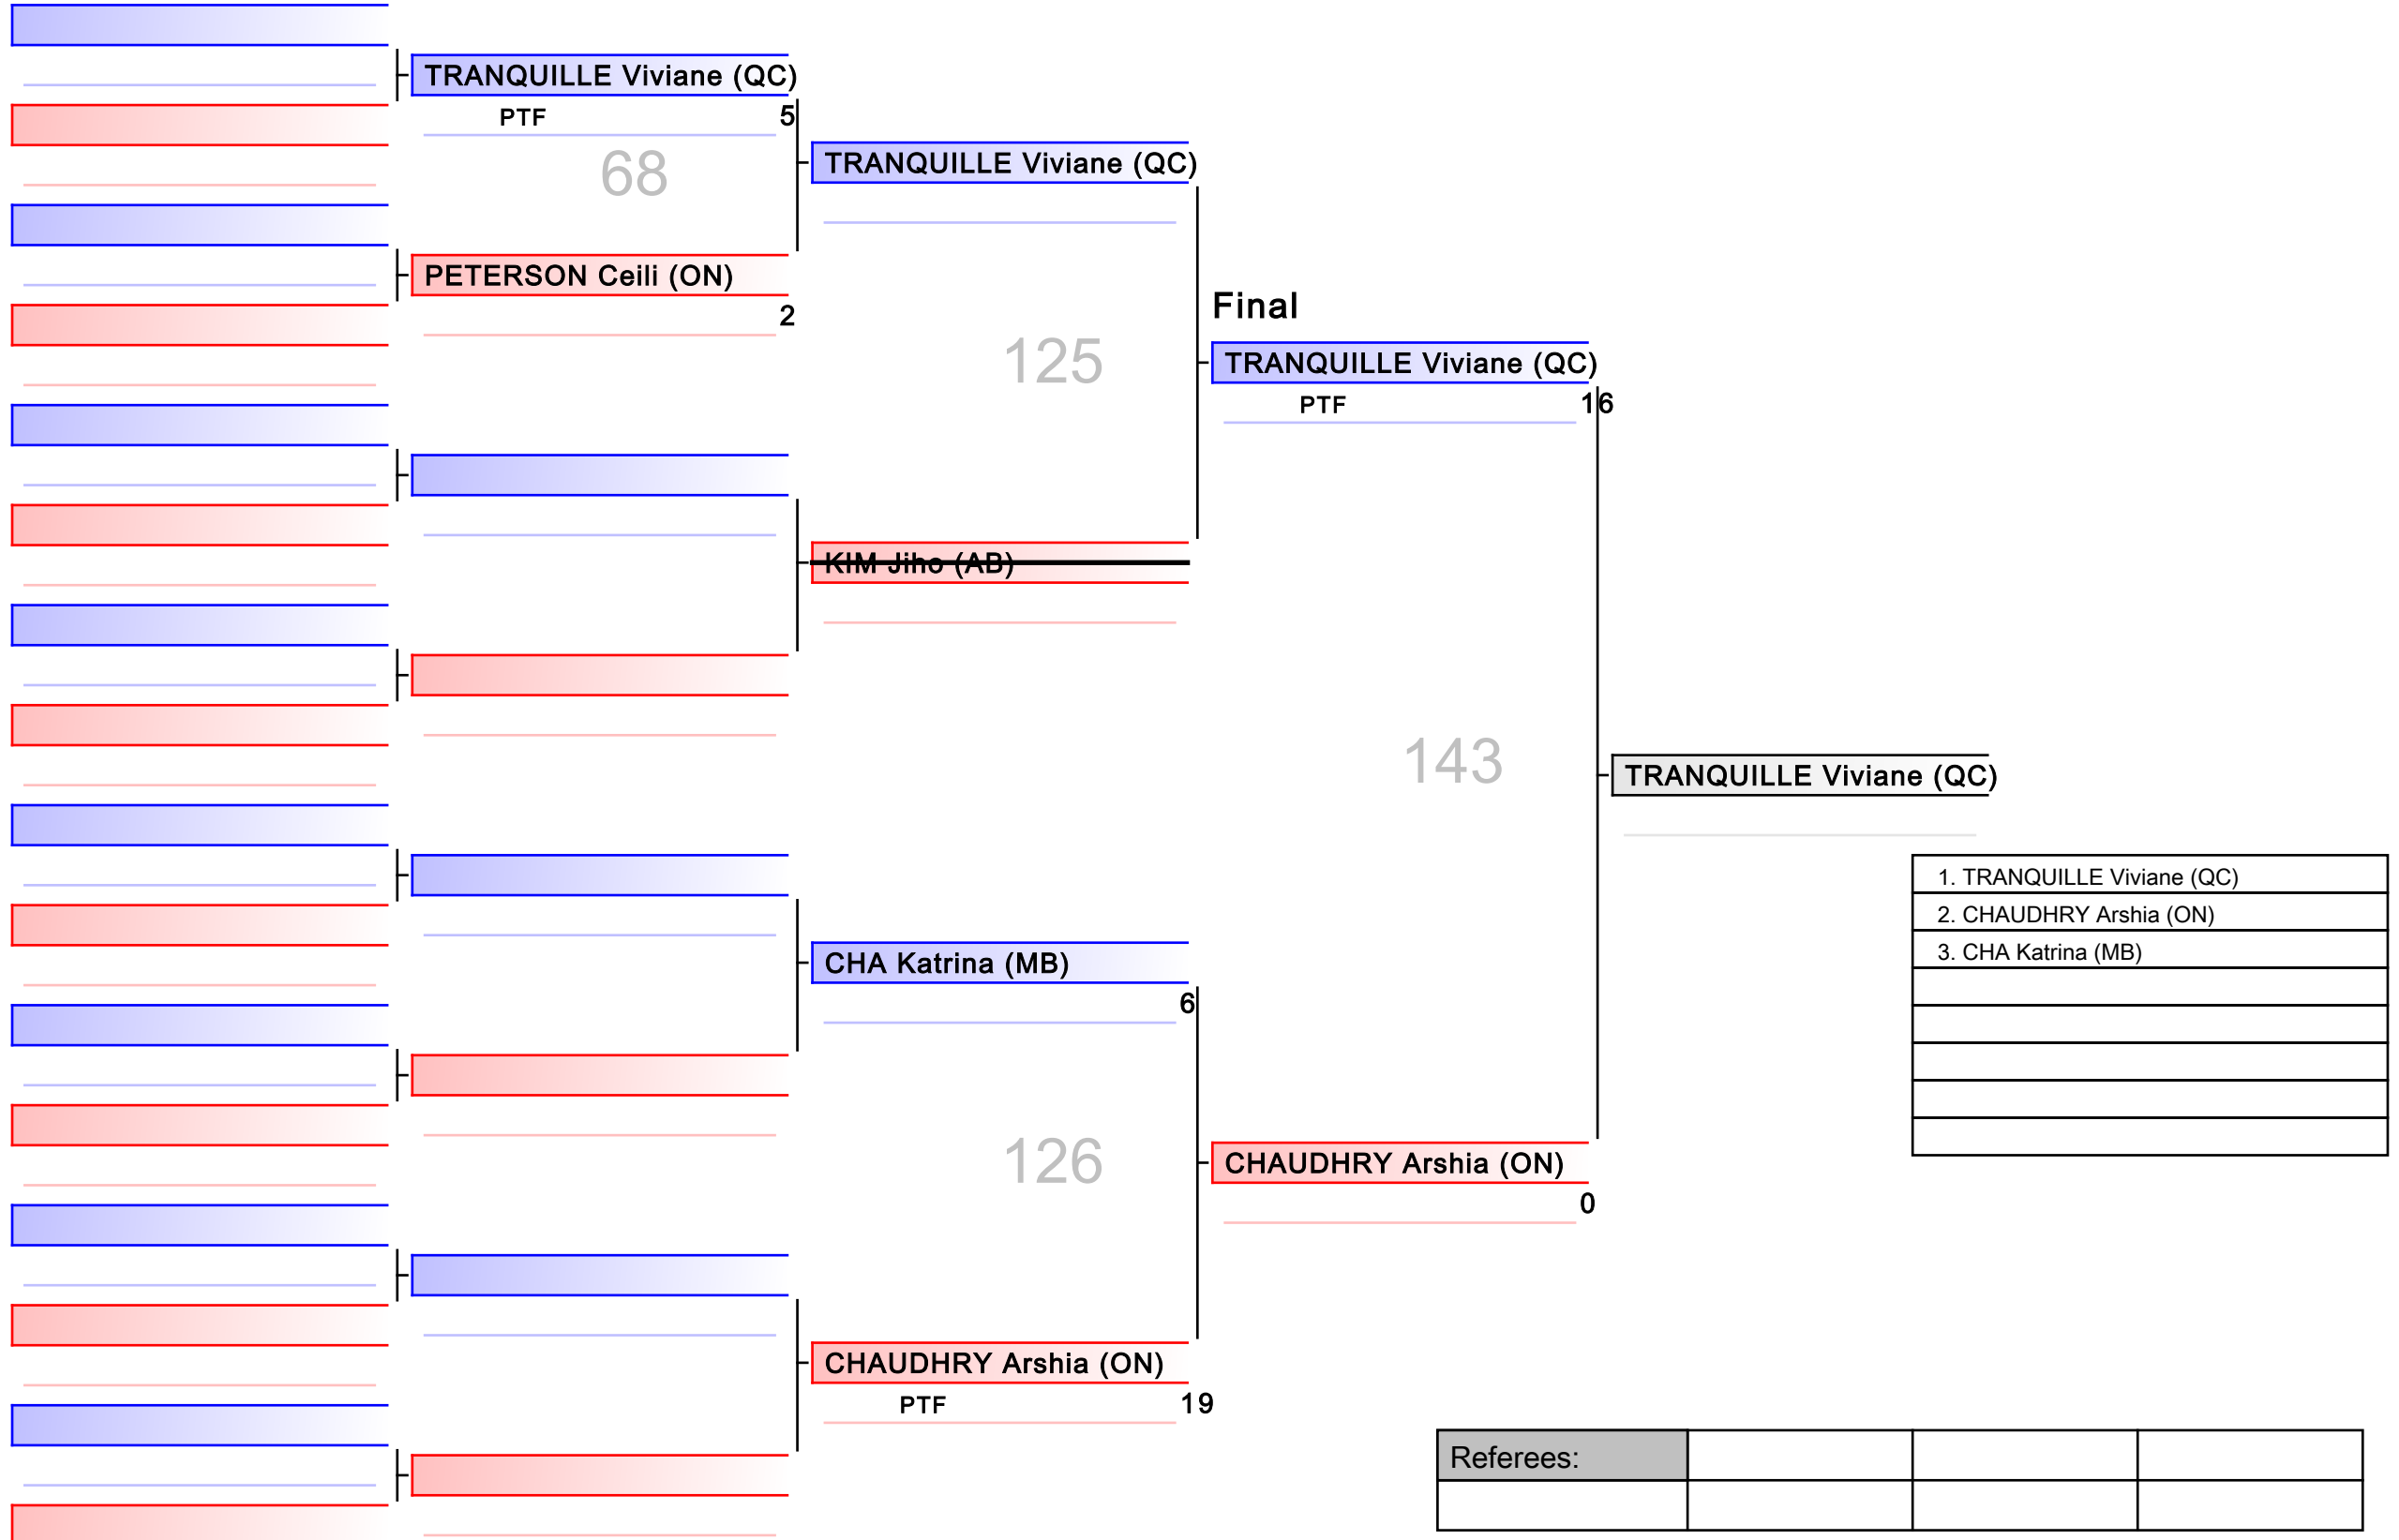 TRANQUILLE Viviane (QC)
PTF 5
68
PETERSON Ceili (ON)
2
TRANQUILLE Viviane (QC)
125
KIM Jiho (AB)
CHA Katrina (MB)
6
126
CHAUDHRY Arshia (ON)
PTF 19
Final
TRANQUILLE Viviane (QC)
PTF 16
143
CHAUDHRY Arshia (ON)
0
TRANQUILLE Viviane (QC)
1. TRANQUILLE Viviane (QC)
2. CHAUDHRY Arshia (ON)
3. CHA Katrina (MB)
Referees: